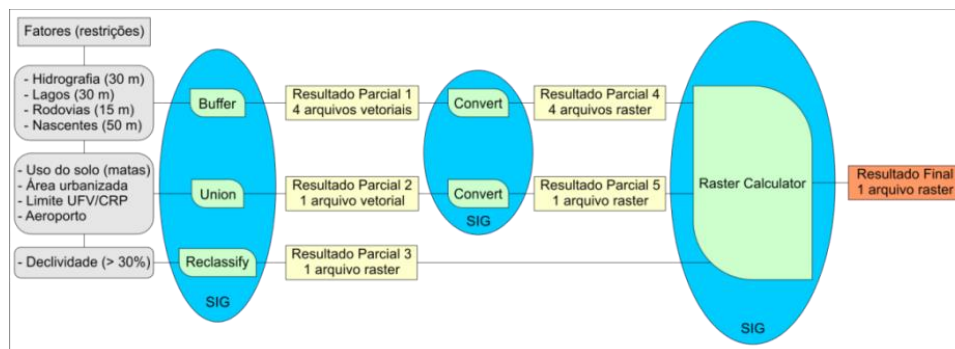 Fatores (restrições)
- Hidrografia (30 m)
- Lagos (30 m)
- Rodovias (15 m)
- Nascentes (50 m)
Buffer
Resultado Parcial 1
4 arquivos vetoriais
Convert
Resultado Parcial 4
4 arquivos raster
- Uso do solo (matas)
- Área urbanizada
- Limite UFV/CRP
- Aeroporto
Union
Resultado Parcial 2
1 arquivo vetorial
Convert
Resultado Parcial 5
1 arquivo raster
SIG
Raster Calculator
Resultado Final
1 arquivo raster
- Declividade (> 30%)
Reclassify
Resultado Parcial 3
1 arquivo raster
SIG
SIG